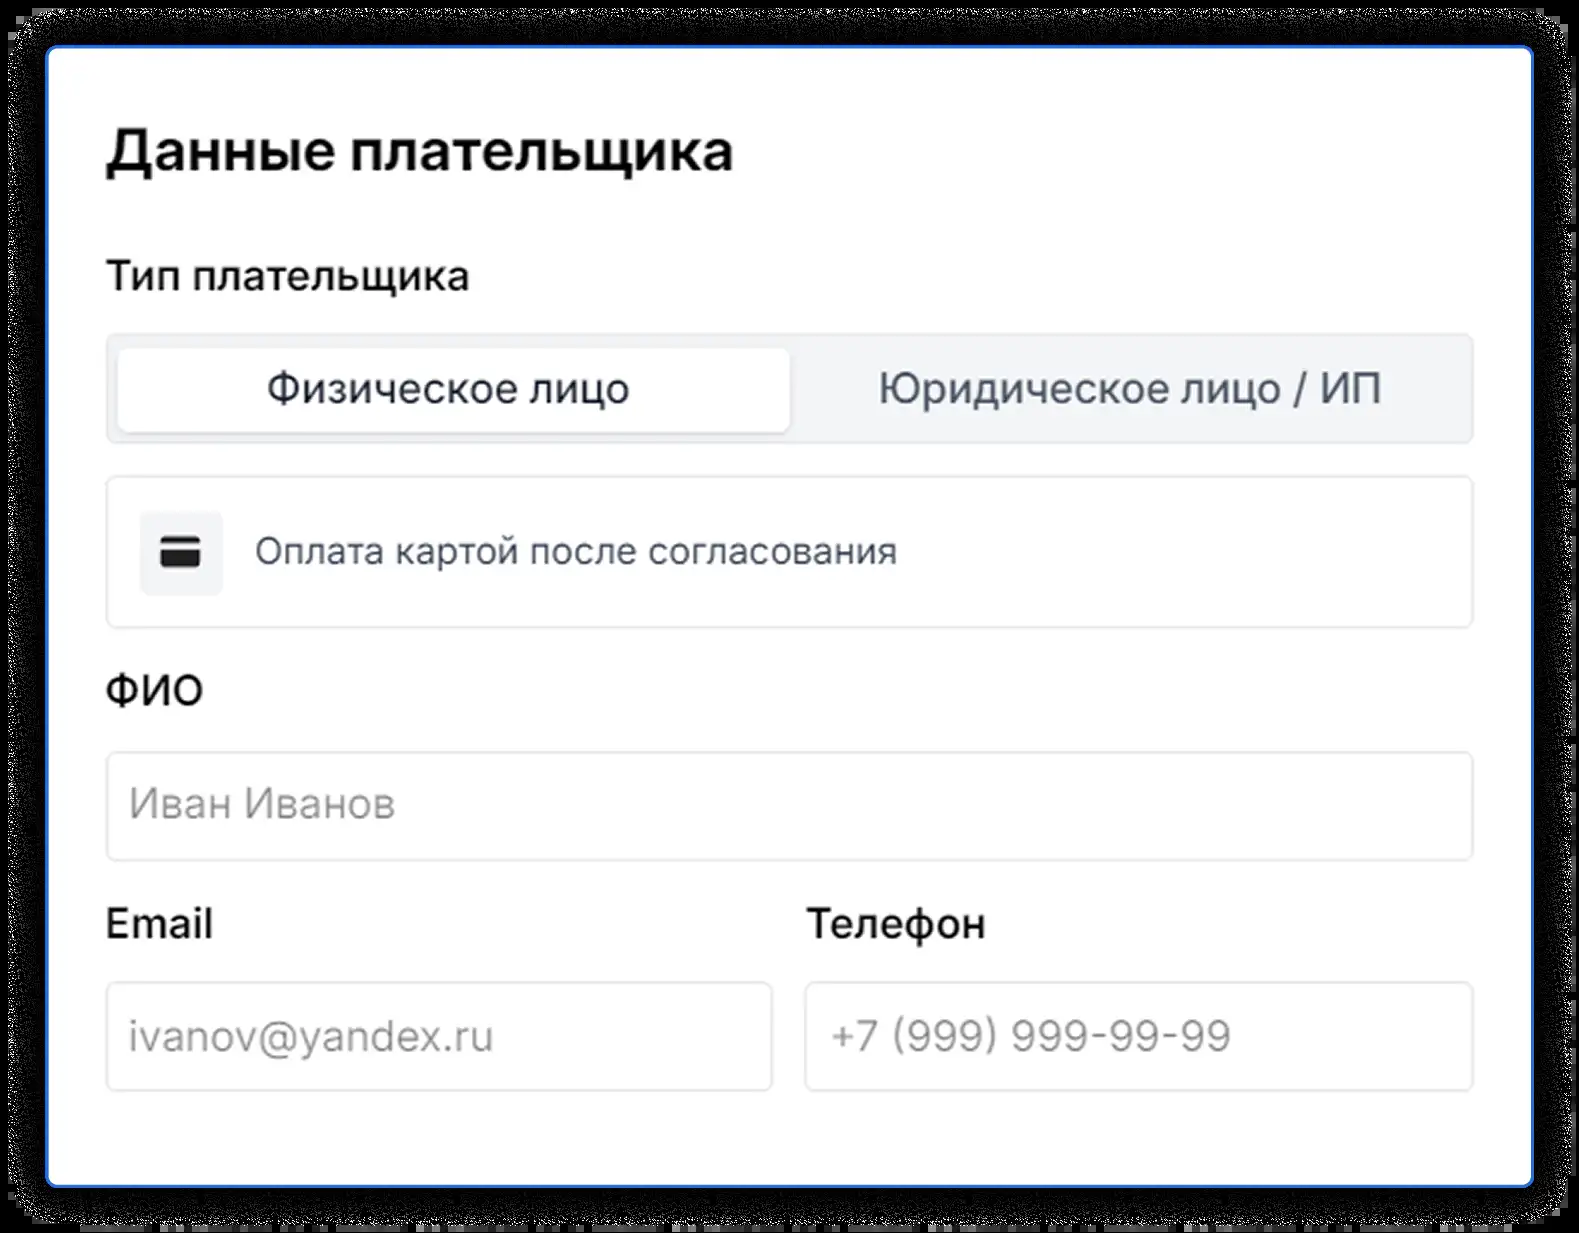 Данные плательщика
Тип плательщика
Физическое лицо
Юридическое лицо / ИП
Оплата картой после согласования
ФИО
Иван Иванов
Email
Телефон
ivanov@yandex.ru
+7 (999) 999-99-99